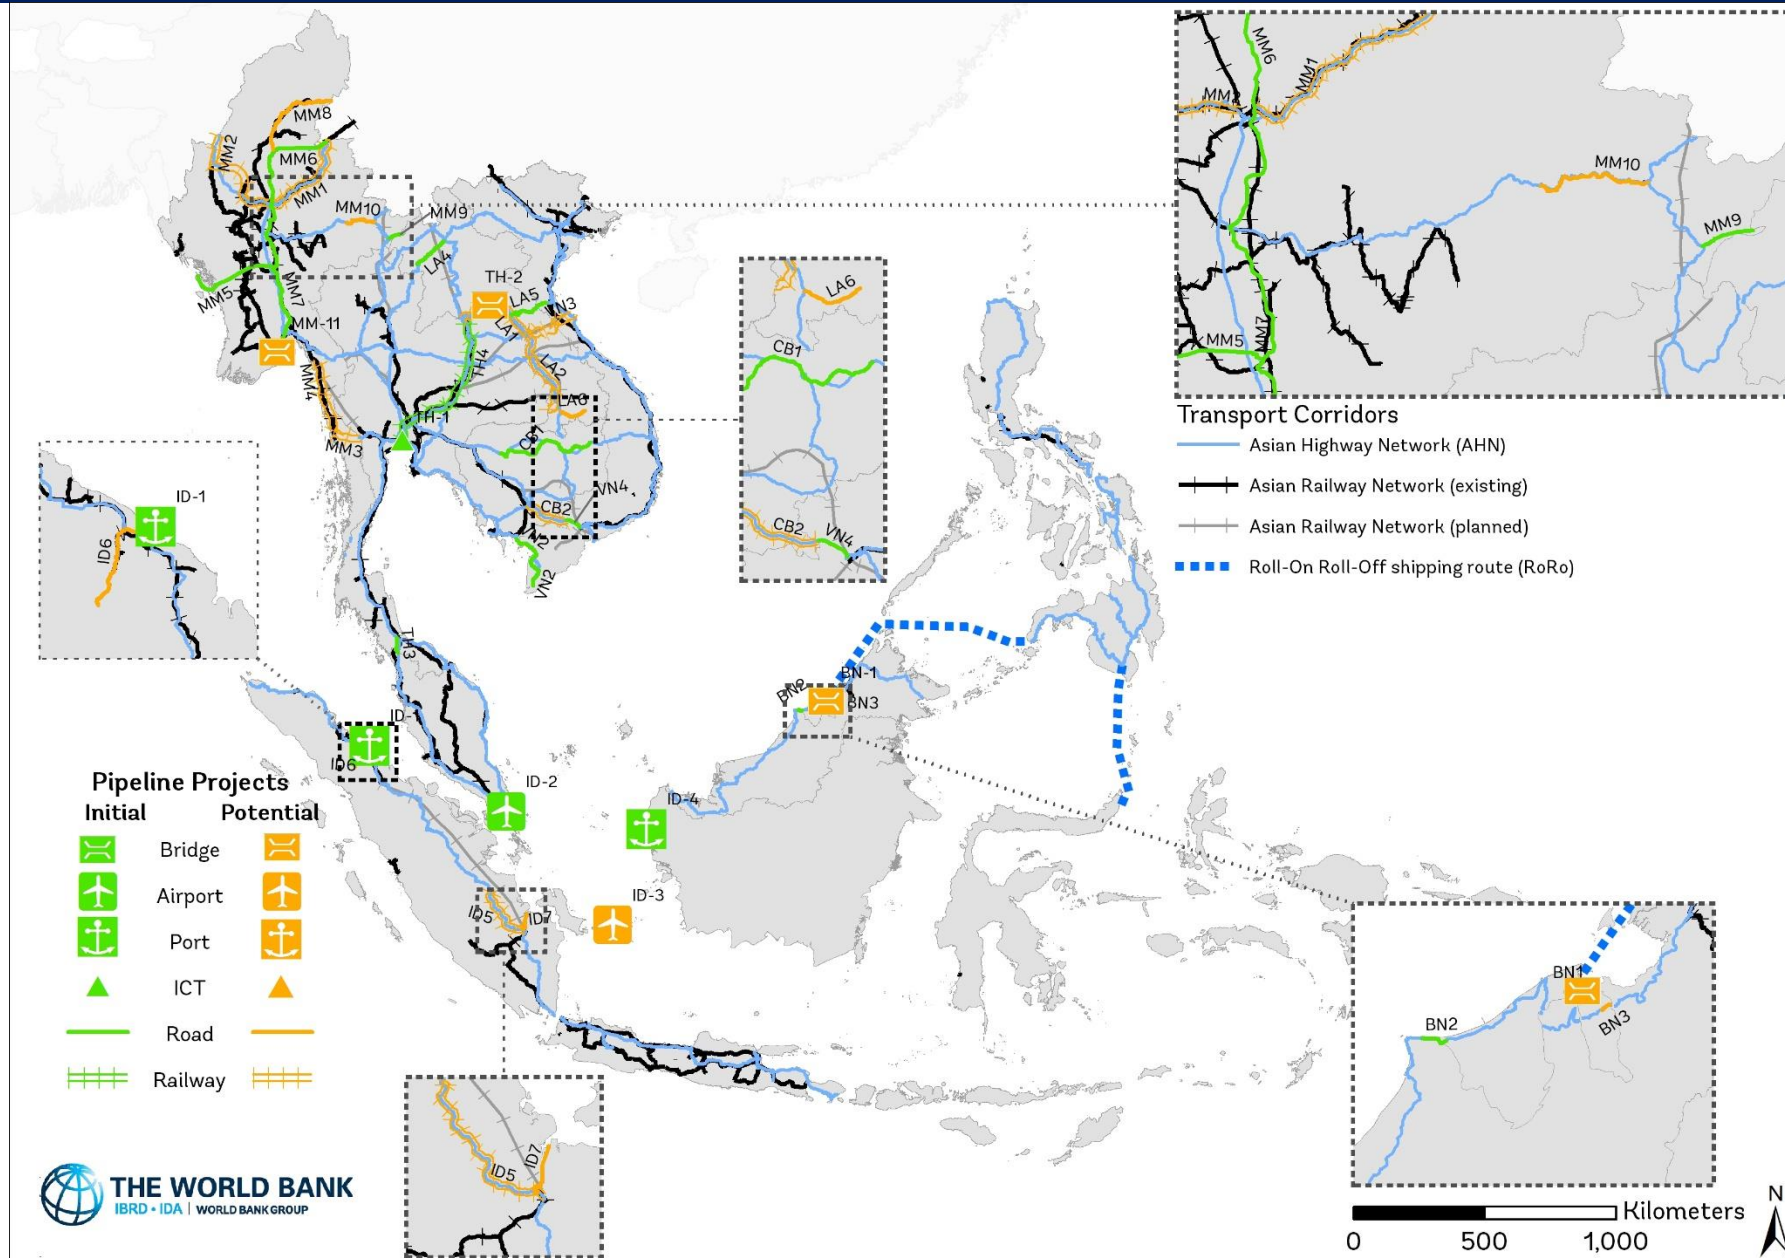 MM8
MM2
MM6
MM1
MM10
MM9
LA4
TH-2
MM5
MM7
LA5
VN3
MM-11
LA1
TH4
LA2
MM4
LA6
TH-1
CB1
MM3
VN4
CB2
VN2
VN2
TH3
ID-1
ID6
LA6
CB1
CB2
VN4
MM6
MM1
MM2
MM10
MM9
MM5
MM7
Transport Corridors
Asian Highway Network (AHN)
Asian Railway Network (existing)
Asian Railway Network (planned)
Roll-On Roll-Off shipping route (RoRo)
BN-1
BN2
BN3
ID-1
ID6
ID-2
ID-4
ID-3
ID5
ID7
Pipeline Projects
Initial Potential
Bridge
Airport
Port
ICT
Road
Railway
BN1
BN2
BN3
ID5
ID7
THE WORLD BANK
IBRD • IDA | WORLD BANK GROUP
Kilometers
0 500 1,000
N